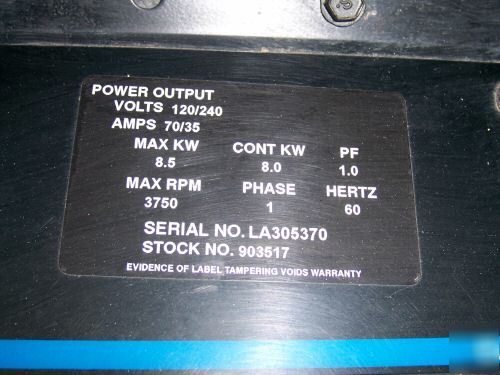 POWER OUTPUT
VOLTS 120/240
AMPS 70/35
MAX KW CONT KW PF
8.5 8.0 1.0
MAX RPM PHASE HERTZ
3750 1 60
SERIAL NO. LA305370
STOCK NO. 903517
EVIDENCE OF LABEL TAMPERING VOIDS WARRANTY